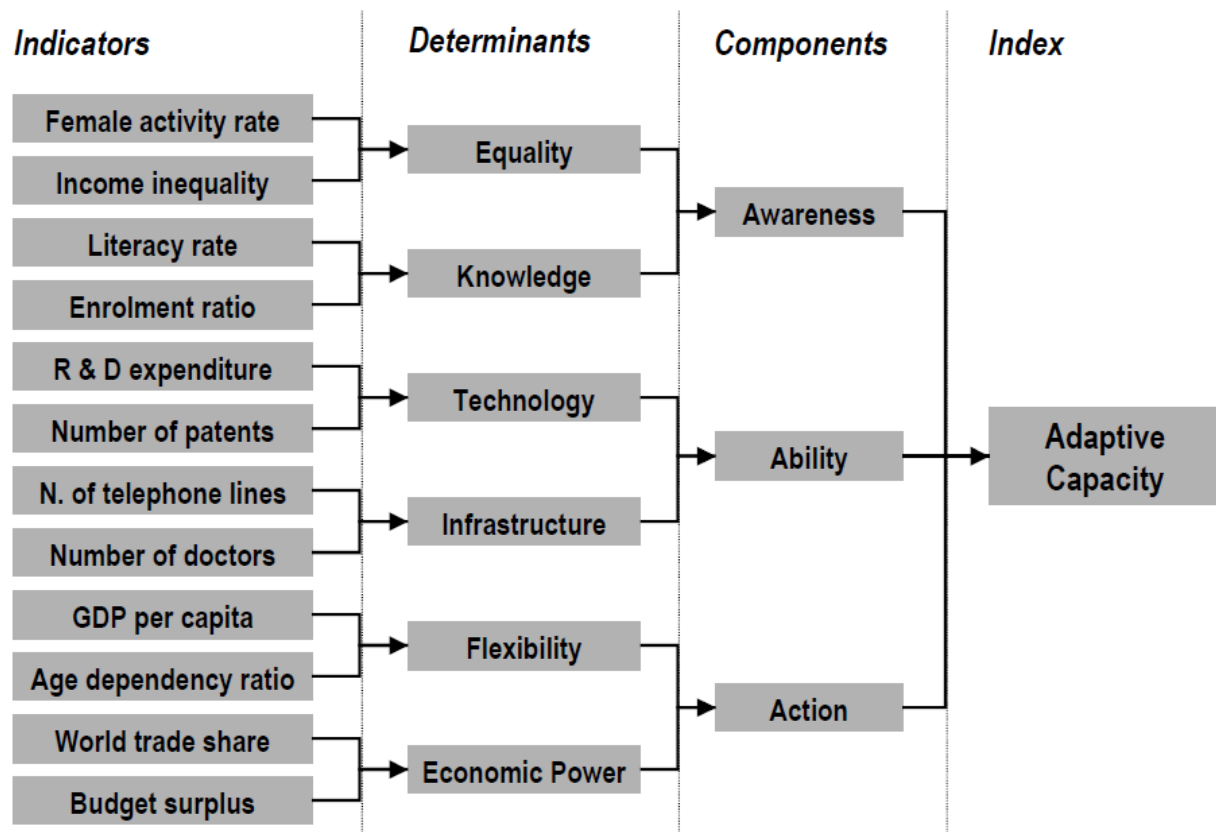 Indicators
Determinants
Components
Index
Female activity rate
Income inequality
Literacy rate
Enrolment ratio
R & D expenditure
Number of patents
N. of telephone lines
Number of doctors
GDP per capita
Age dependency ratio
World trade share
Budget surplus
Equality
Knowledge
Technology
Infrastructure
Flexibility
Economic Power
Awareness
Ability
Action
Adaptive
Capacity